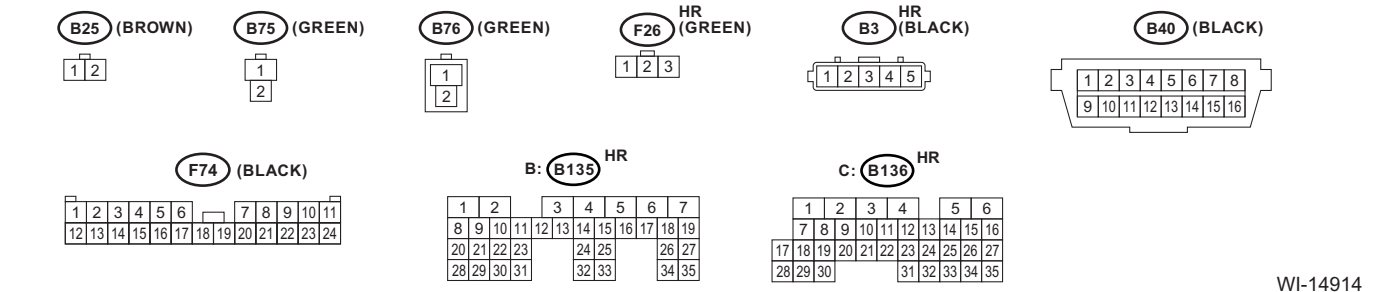 B25 (BROWN)
1 2
B75 (GREEN)
1
2
B76 (GREEN)
1
2
HR
F26 (GREEN)
1 2 3
HR
B3 (BLACK)
1 2 3 4 5
B40 (BLACK)
1 2 3 4 5 6 7 8
9 10 11 12 13 14 15 16
F74 (BLACK)
1 2 3 4 5 6 7 8 9 10 11
12 13 14 15 16 17 18 19 20 21 22 23 24
B: B135 HR
1 2 3 4 5 6 7
8 9 10 11 12 13 14 15 16 17 18 19
20 21 22 23 24 25 26 27
28 29 30 31 32 33 34 35
C: B136 HR
1 2 3 4 5 6
7 8 9 10 11 12 13 14 15 16
17 18 19 20 21 22 23 24 25 26 27
28 29 30 31 32 33 34 35
WI-14914